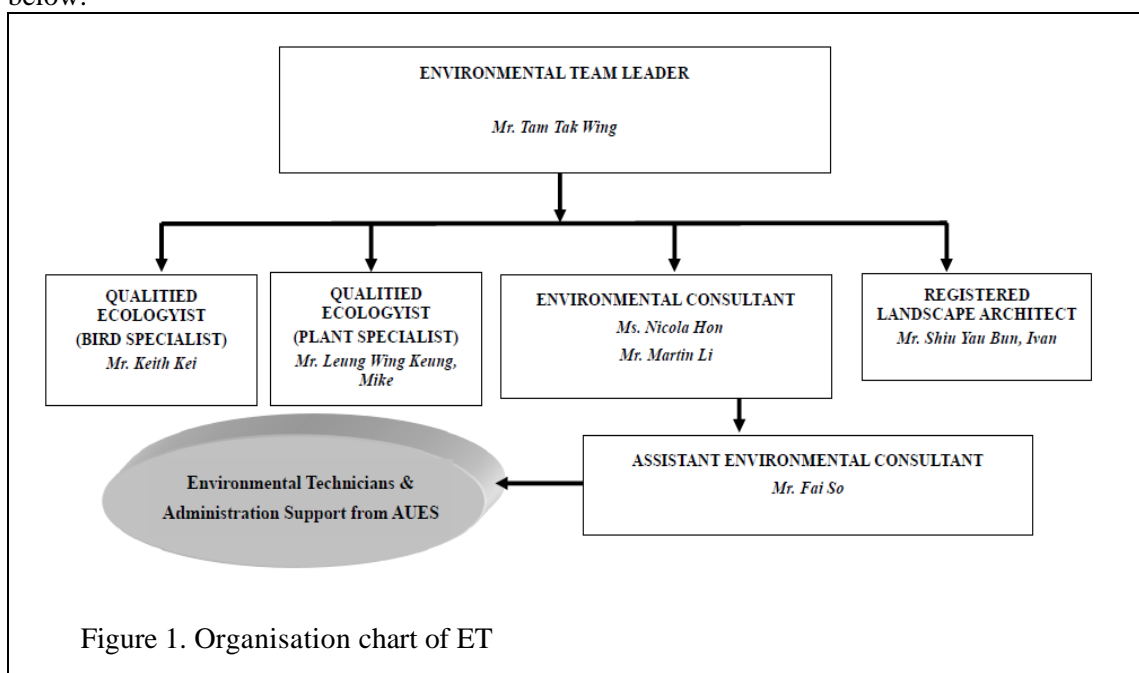 below.
ENVIRONMENTAL TEAM LEADER
Mr. Tam Tak Wing
QUALITIED
ECOLOGYIST
(BIRD SPECIALIST)
Mr. Keith Kei
QUALITIED
ECOLOGYIST
(PLANT SPECIALIST)
Mr. Leung Wing Keung,
Mike
ENVIRONMENTAL CONSULTANT
Ms. Nicola Hon
Mr. Martin Li
REGISTERED
LANDSCAPE ARCHITECT
Mr. Shiu Yau Bun, Ivan
ASSISTANT ENVIRONMENTAL CONSULTANT
Mr. Fai So
Environmental Technicians &
Administration Support from AUES
Figure 1. Organisation chart of ET